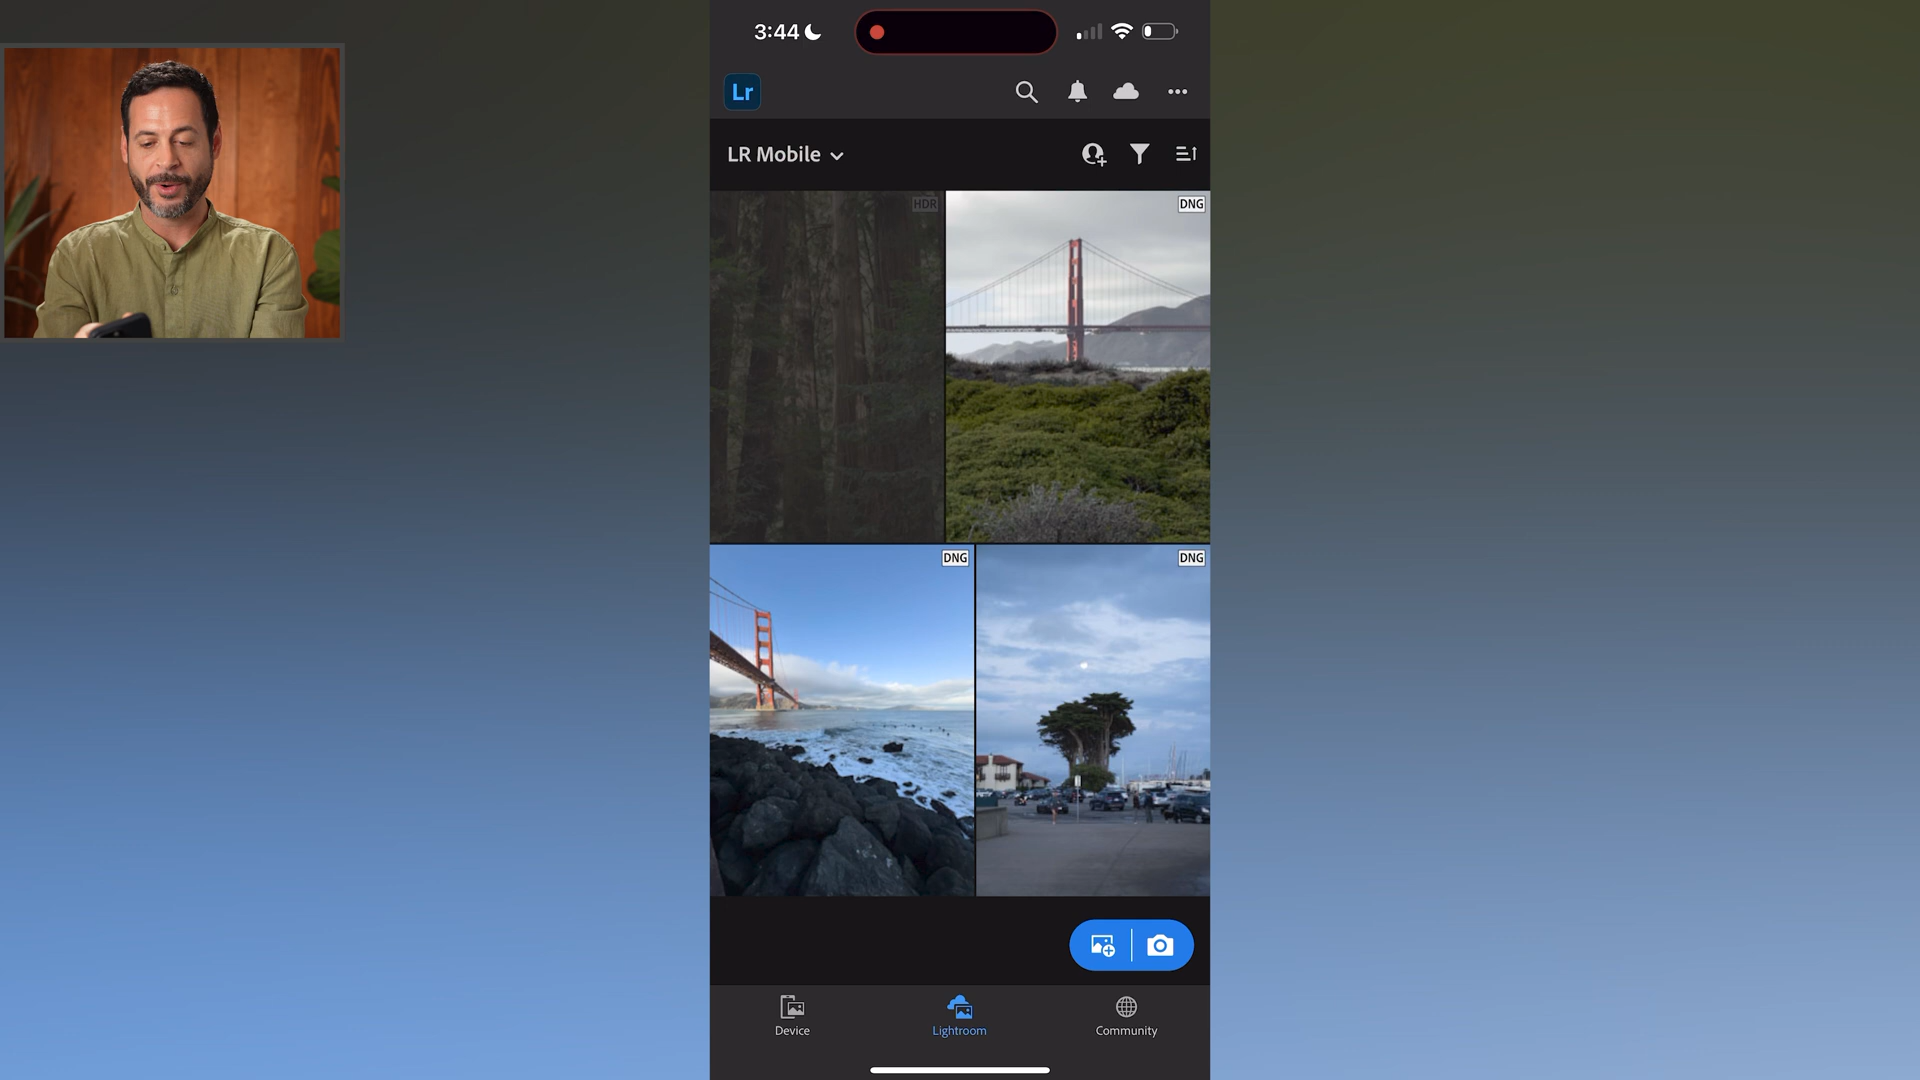 3:44
Lr
LR Mobile
HDR
DNG
DNG
DNG
Device
Lightroom
Community